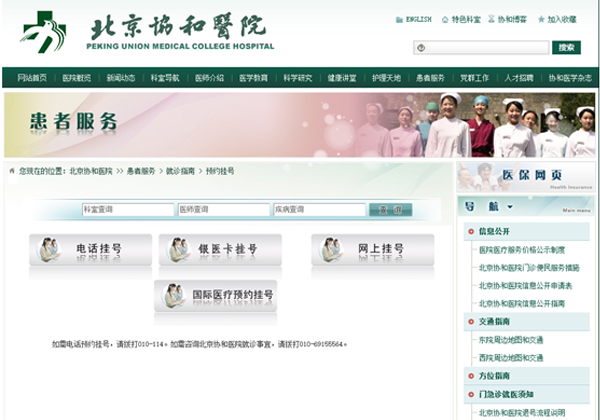 北京協和醫院
PEKING UNION MEDICAL COLLEGE HOSPITAL
ENGLISH 特色科室 协和博客 加入收藏
搜索
网站首页 医院概览 新闻动态 科室导航 医师介绍 医学教育 科学研究 健康讲堂 护理天地 患者服务 党群工作 人才招聘 协和医学杂志
患者服务
您现在的位置：北京协和医院 >> 患者服务 > 就诊指南 > 预约挂号
科室查询 医师查询 疾病查询 查 询
电话挂号 银医卡挂号 网上挂号
国际医疗预约挂号
如需电话预约挂号，请拨打010-114。如需咨询北京协和医院就诊事宜，请拨打010-69155564。
医保网页
Health Insurance
导 航
Main menu
信息公开
医院医疗服务价格公示制度
北京协和医院门诊便民服务措施
北京协和医院信息公开申请表
北京协和医院信息公开指南
交通指南
东院周边地图和交通
西院周边地图和交通
方位指南
门急诊就医须知
北京协和医院退号流程说明